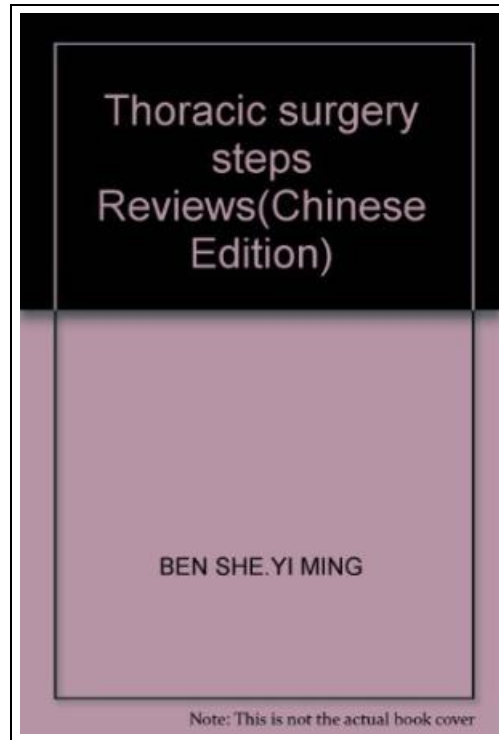 Thoracic surgery
steps
Reviews(Chinese
Edition)
BEN SHE.YI MING
Note: This is not the actual book cover